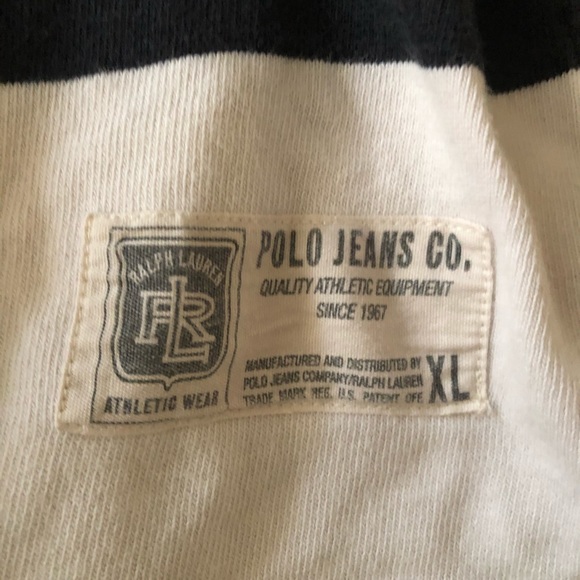 RALPH LAUREN
PRL
ATHLETIC WEAR
POLO JEANS CO.
QUALITY ATHLETIC EQUIPMENT
SINCE 1967
MANUFACTURED AND DISTRIBUTED BY
POLO JEANS COMPANY/RALPH LAUREN
TRADE MARK REG. U.S. PATENT OFF.
XL